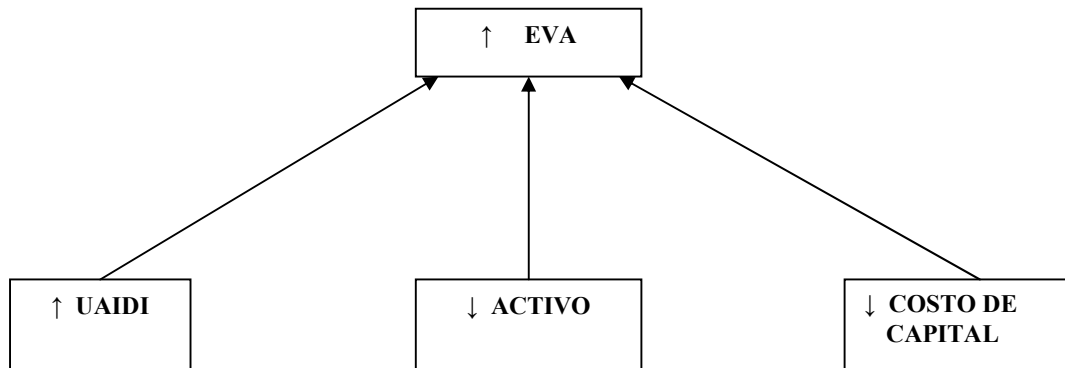 ↑ EVA
↑ UAIDI
↓ ACTIVO
↓ COSTO DE
CAPITAL